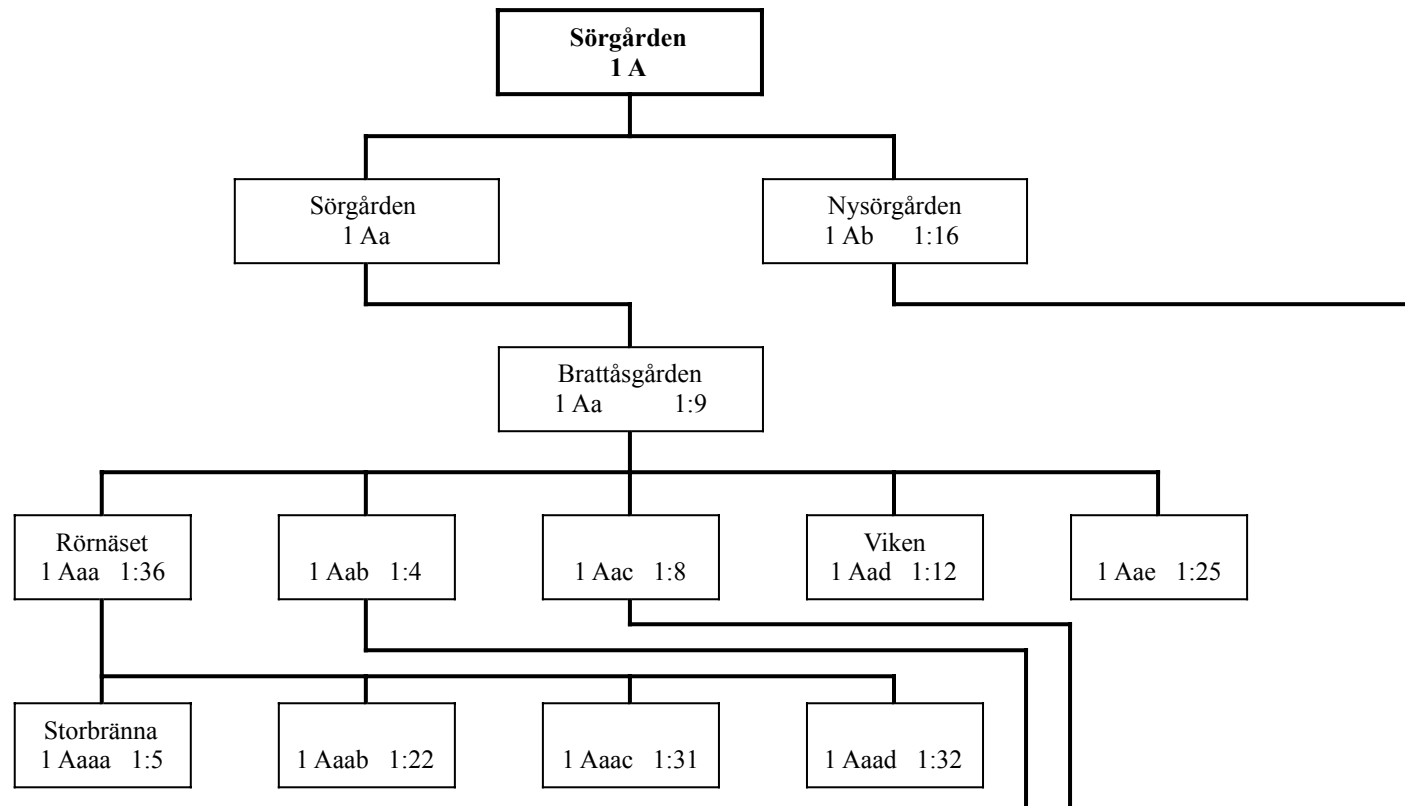 Sörgården
1 A
Sörgården
1 Aa
Nysörgården
1 Ab 1:16
Brattåsgården
1 Aa 1:9
Rörnäset
1 Aaa 1:36
1 Aab 1:4
1 Aac 1:8
Viken
1 Aad 1:12
1 Aae 1:25
Storbränna
1 Aaaa 1:5
1 Aaab 1:22
1 Aaac 1:31
1 Aaad 1:32